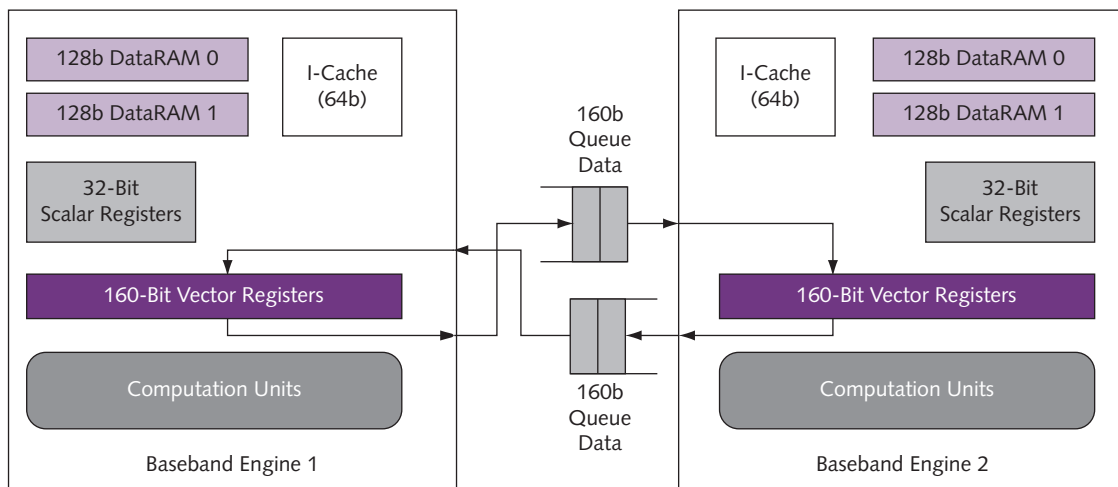 128b DataRAM 0
128b DataRAM 1
I-Cache
(64b)
32-Bit
Scalar Registers
160-Bit Vector Registers
Computation Units
Baseband Engine 1
160b
Queue
Data
160b
Queue
Data
I-Cache
(64b)
128b DataRAM 0
128b DataRAM 1
32-Bit
Scalar Registers
160-Bit Vector Registers
Computation Units
Baseband Engine 2